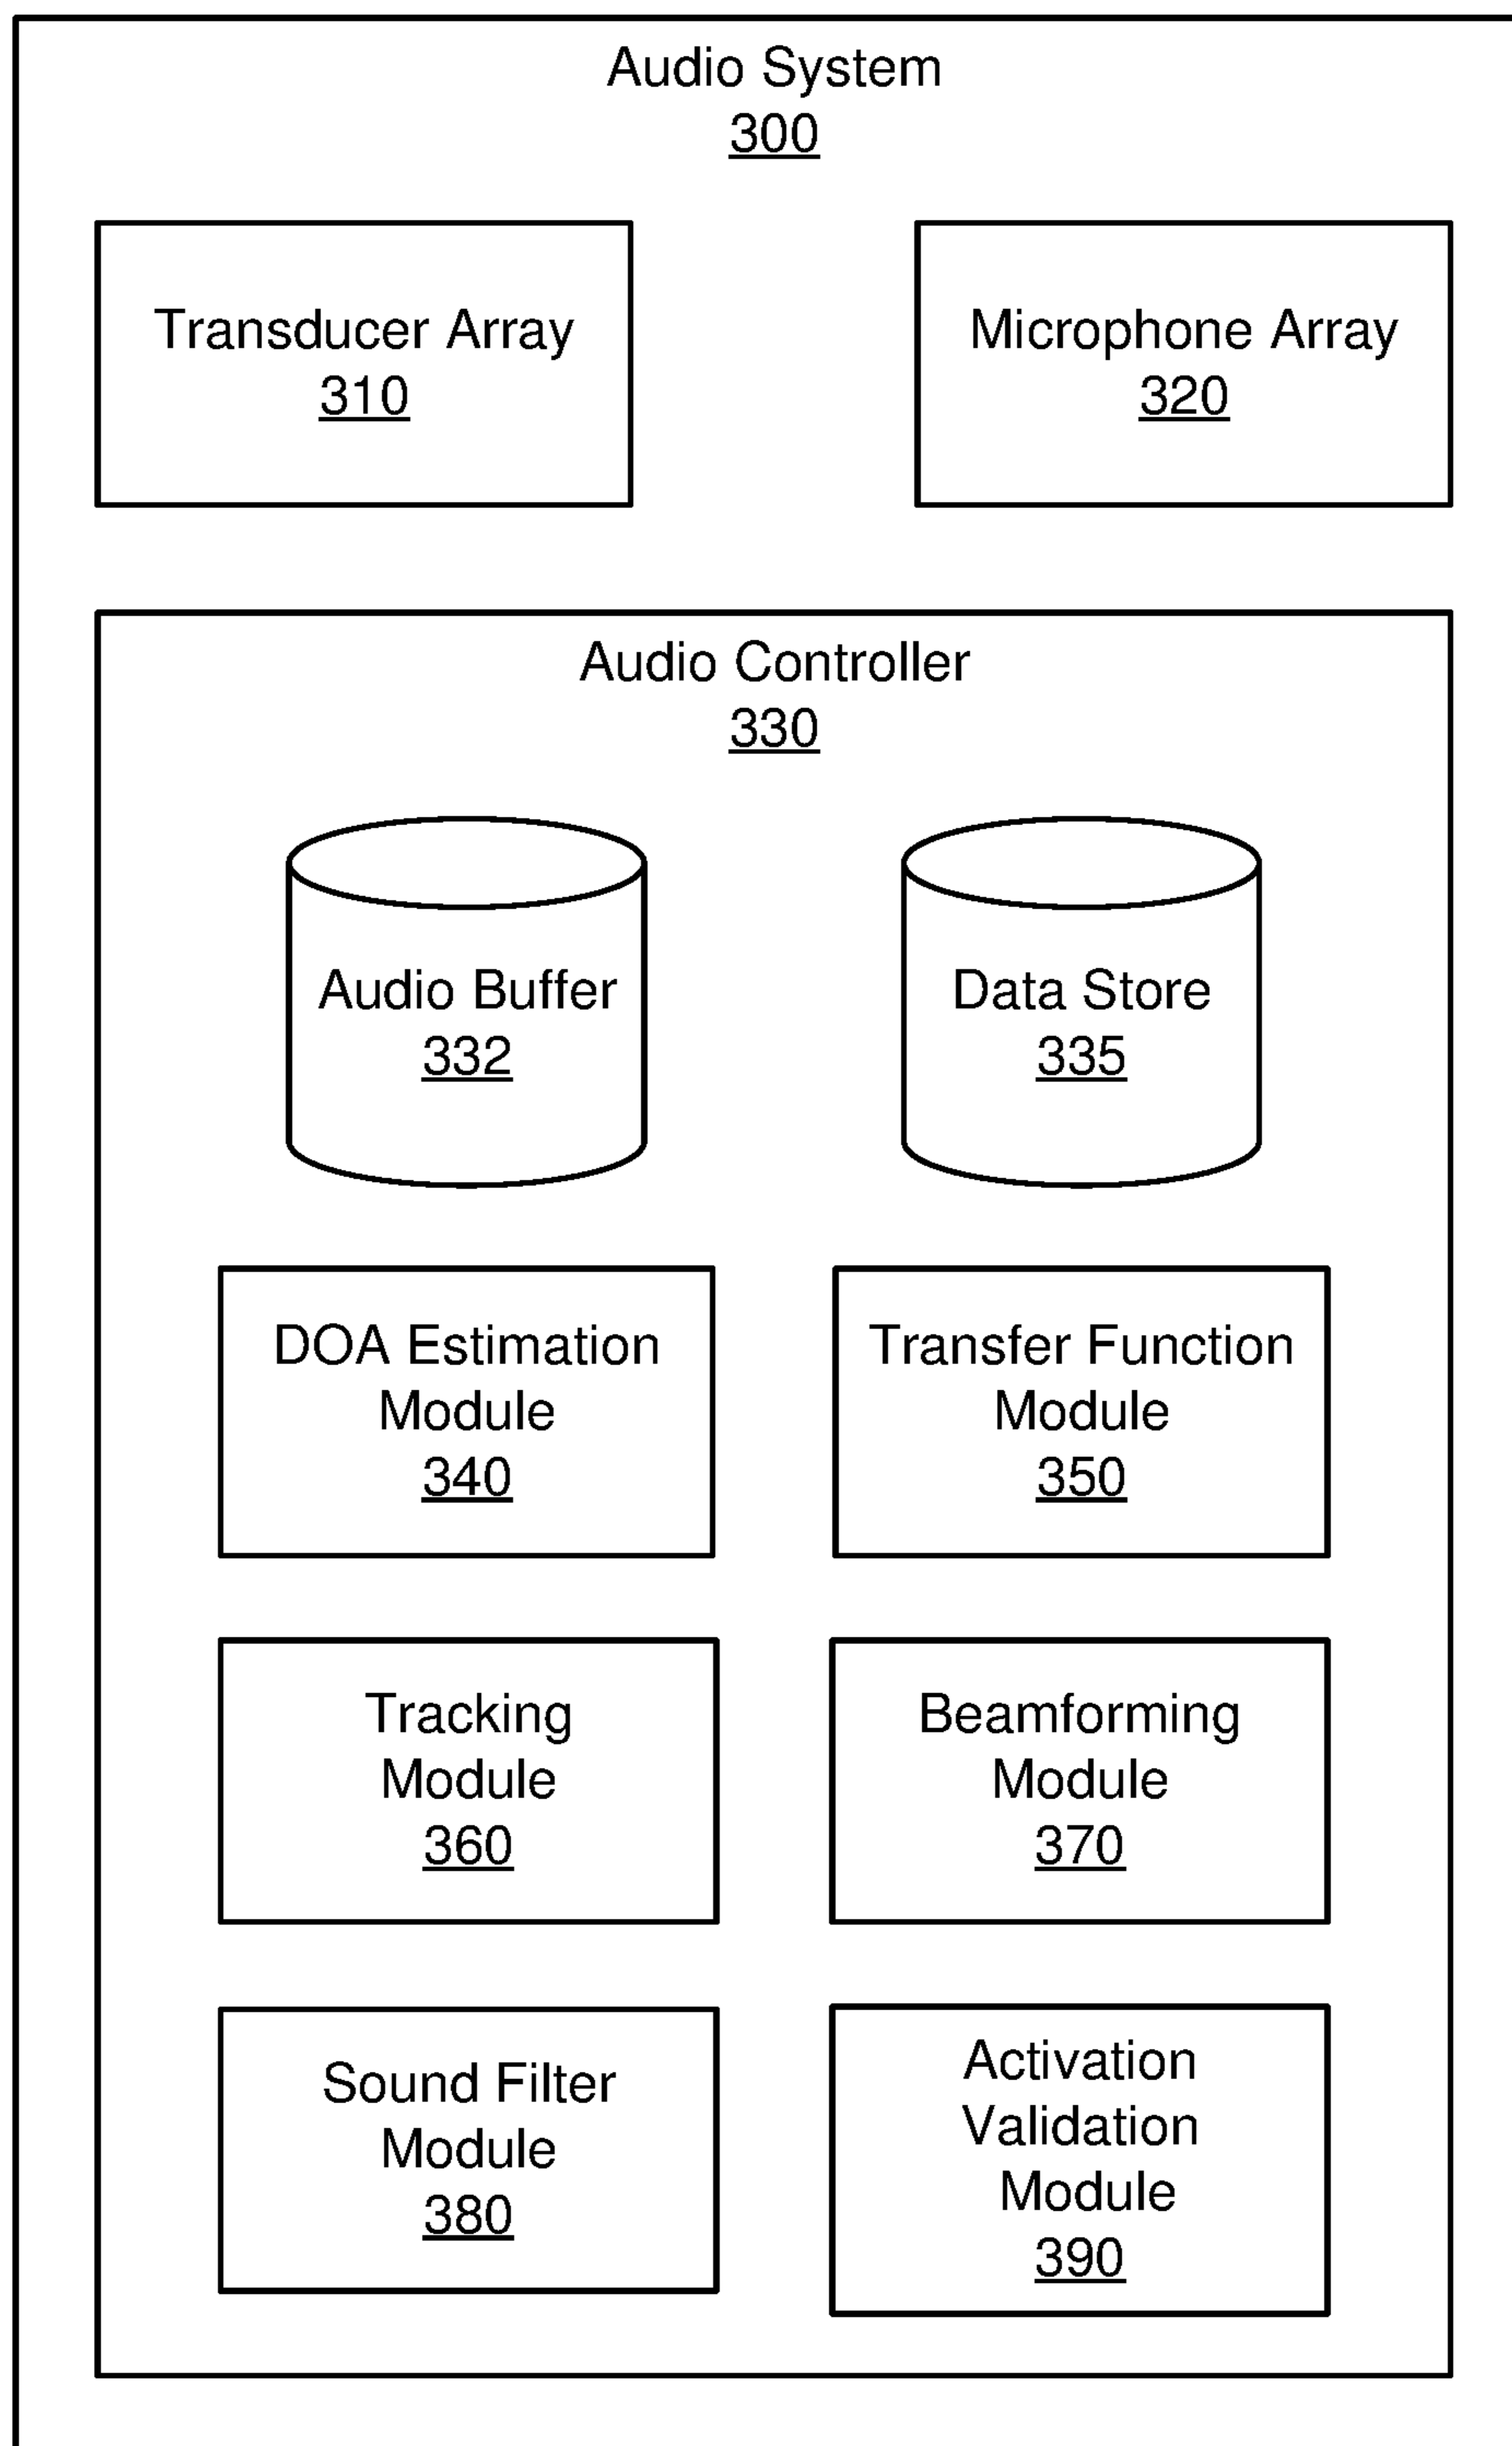 Audio System
300
Transducer Array
310
Microphone Array
320
Audio Controller
330
Audio Buffer
332
Data Store
335
DOA Estimation
Module
340
Transfer Function
Module
350
Tracking
Module
360
Beamforming
Module
370
Sound Filter
Module
380
Activation
Validation
Module
390